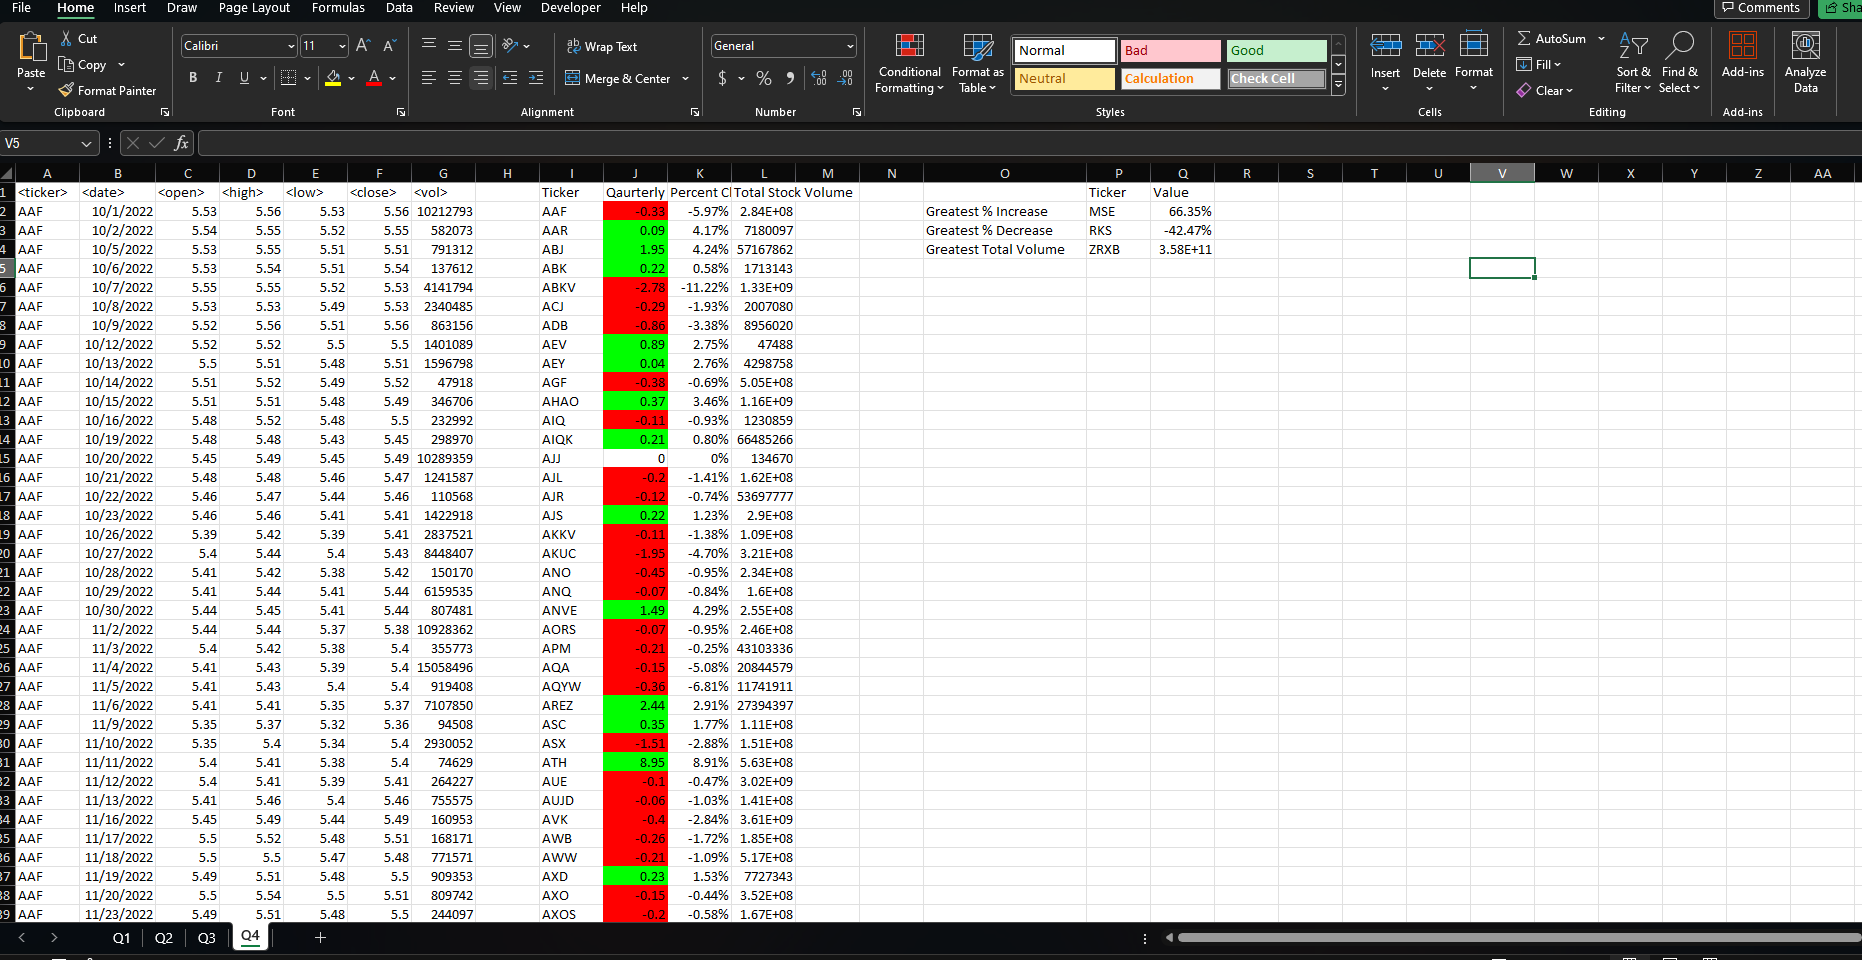 File Home Insert Draw Page Layout Formulas Data Review View Developer Help Comments Sha
Paste Cut Copy Format Painter Clipboard
Calibri 11 B I U A Font
Wrap Text Merge & Center Alignment
General $ % Number
Conditional Formatting Format as Table Normal Bad Good Neutral Calculation Check Cell Styles
Insert Delete Format Cells
AutoSum Fill Clear Sort & Filter Find & Select Editing
Add-ins Add-ins Analyze Data
V5 fx
A B C D E F G H I J K L M N O P Q R S T U V W X Y Z AA
1 <ticker> <date> <open> <high> <low> <close> <vol> Ticker Qaurterly Percent C Total Stock Volume Ticker Value
2 AAF 10/1/2022 5.53 5.56 5.53 5.56 10212793 AAF -0.33 -5.97% 2.84E+08 Greatest % Increase MSE 66.35%
3 AAF 10/2/2022 5.54 5.55 5.52 5.55 582073 AAR 0.09 4.17% 7180097 Greatest % Decrease RKS -42.47%
4 AAF 10/5/2022 5.53 5.55 5.51 5.51 791312 ABJ 1.95 4.24% 57167862 Greatest Total Volume ZRXB 3.58E+11
5 AAF 10/6/2022 5.53 5.54 5.51 5.54 137612 ABK 0.22 0.58% 1713143
6 AAF 10/7/2022 5.55 5.55 5.52 5.53 4141794 ABKV -2.78 -11.22% 1.33E+09
7 AAF 10/8/2022 5.53 5.53 5.49 5.53 2340485 ACJ -0.29 -1.93% 2007080
8 AAF 10/9/2022 5.52 5.56 5.51 5.56 863156 ADB -0.86 -3.38% 8956020
9 AAF 10/12/2022 5.52 5.52 5.5 5.5 1401089 AEV 0.89 2.75% 47488
10 AAF 10/13/2022 5.5 5.51 5.48 5.51 1596798 AEY 0.04 2.76% 4298758
11 AAF 10/14/2022 5.51 5.52 5.49 5.52 47918 AGF -0.38 -0.69% 5.05E+08
12 AAF 10/15/2022 5.51 5.51 5.48 5.49 346706 AHAO 0.37 3.46% 1.16E+09
13 AAF 10/16/2022 5.48 5.52 5.48 5.5 232992 AIQ -0.11 -0.93% 1230859
14 AAF 10/19/2022 5.48 5.48 5.43 5.45 298970 AIQK 0.21 0.80% 66485266
15 AAF 10/20/2022 5.45 5.49 5.45 5.49 10289359 AJJ 0 0% 134670
16 AAF 10/21/2022 5.48 5.48 5.46 5.47 1241587 AJL -0.2 -1.41% 1.62E+08
17 AAF 10/22/2022 5.46 5.47 5.44 5.46 110568 AJR -0.12 -0.74% 53697777
18 AAF 10/23/2022 5.46 5.46 5.41 5.41 1422918 AJS 0.22 1.23% 2.9E+08
19 AAF 10/26/2022 5.39 5.42 5.39 5.41 2837521 AKKV -0.11 -1.38% 1.09E+08
20 AAF 10/27/2022 5.4 5.44 5.4 5.43 8448407 AKUC -1.95 -4.70% 3.21E+08
21 AAF 10/28/2022 5.41 5.42 5.38 5.42 150170 ANO -0.45 -0.95% 2.34E+08
22 AAF 10/29/2022 5.41 5.44 5.41 5.44 6159535 ANQ -0.07 -0.84% 1.6E+08
23 AAF 10/30/2022 5.44 5.45 5.41 5.44 807481 ANVE 1.49 4.29% 2.55E+08
24 AAF 11/2/2022 5.44 5.44 5.37 5.38 10928362 AORS -0.07 -0.95% 2.46E+08
25 AAF 11/3/2022 5.4 5.42 5.38 5.4 355773 APM -0.21 -0.25% 43103336
26 AAF 11/4/2022 5.41 5.43 5.39 5.4 15058496 AQA -0.15 -5.08% 20844579
27 AAF 11/5/2022 5.41 5.43 5.4 5.4 919408 AQYW -0.36 -6.81% 11741911
28 AAF 11/6/2022 5.41 5.41 5.35 5.37 7107850 AREZ 2.44 2.91% 27394397
29 AAF 11/9/2022 5.35 5.37 5.32 5.36 94508 ASC 0.35 1.77% 1.11E+08
30 AAF 11/10/2022 5.35 5.4 5.34 5.4 2930052 ASX -1.51 -2.88% 1.51E+08
31 AAF 11/11/2022 5.4 5.41 5.38 5.4 74629 ATH 8.95 8.91% 5.63E+08
32 AAF 11/12/2022 5.4 5.41 5.39 5.41 264227 AUE -0.1 -0.47% 3.02E+09
33 AAF 11/13/2022 5.41 5.46 5.4 5.46 755575 AUJD -0.06 -1.03% 1.41E+08
34 AAF 11/16/2022 5.45 5.49 5.44 5.49 160953 AVK -0.4 -2.84% 3.61E+09
35 AAF 11/17/2022 5.5 5.52 5.48 5.51 168171 AWB -0.26 -1.72% 1.85E+08
36 AAF 11/18/2022 5.5 5.5 5.47 5.48 771571 AWW -0.21 -1.09% 5.17E+08
37 AAF 11/19/2022 5.49 5.51 5.48 5.5 909353 AXD 0.23 1.53% 7727343
38 AAF 11/20/2022 5.5 5.54 5.5 5.51 809742 AXO -0.15 -0.44% 3.52E+08
39 AAF 11/23/2022 5.49 5.51 5.48 5.5 244097 AXOS -0.2 -0.58% 1.67E+08
Q1 Q2 Q3 Q4